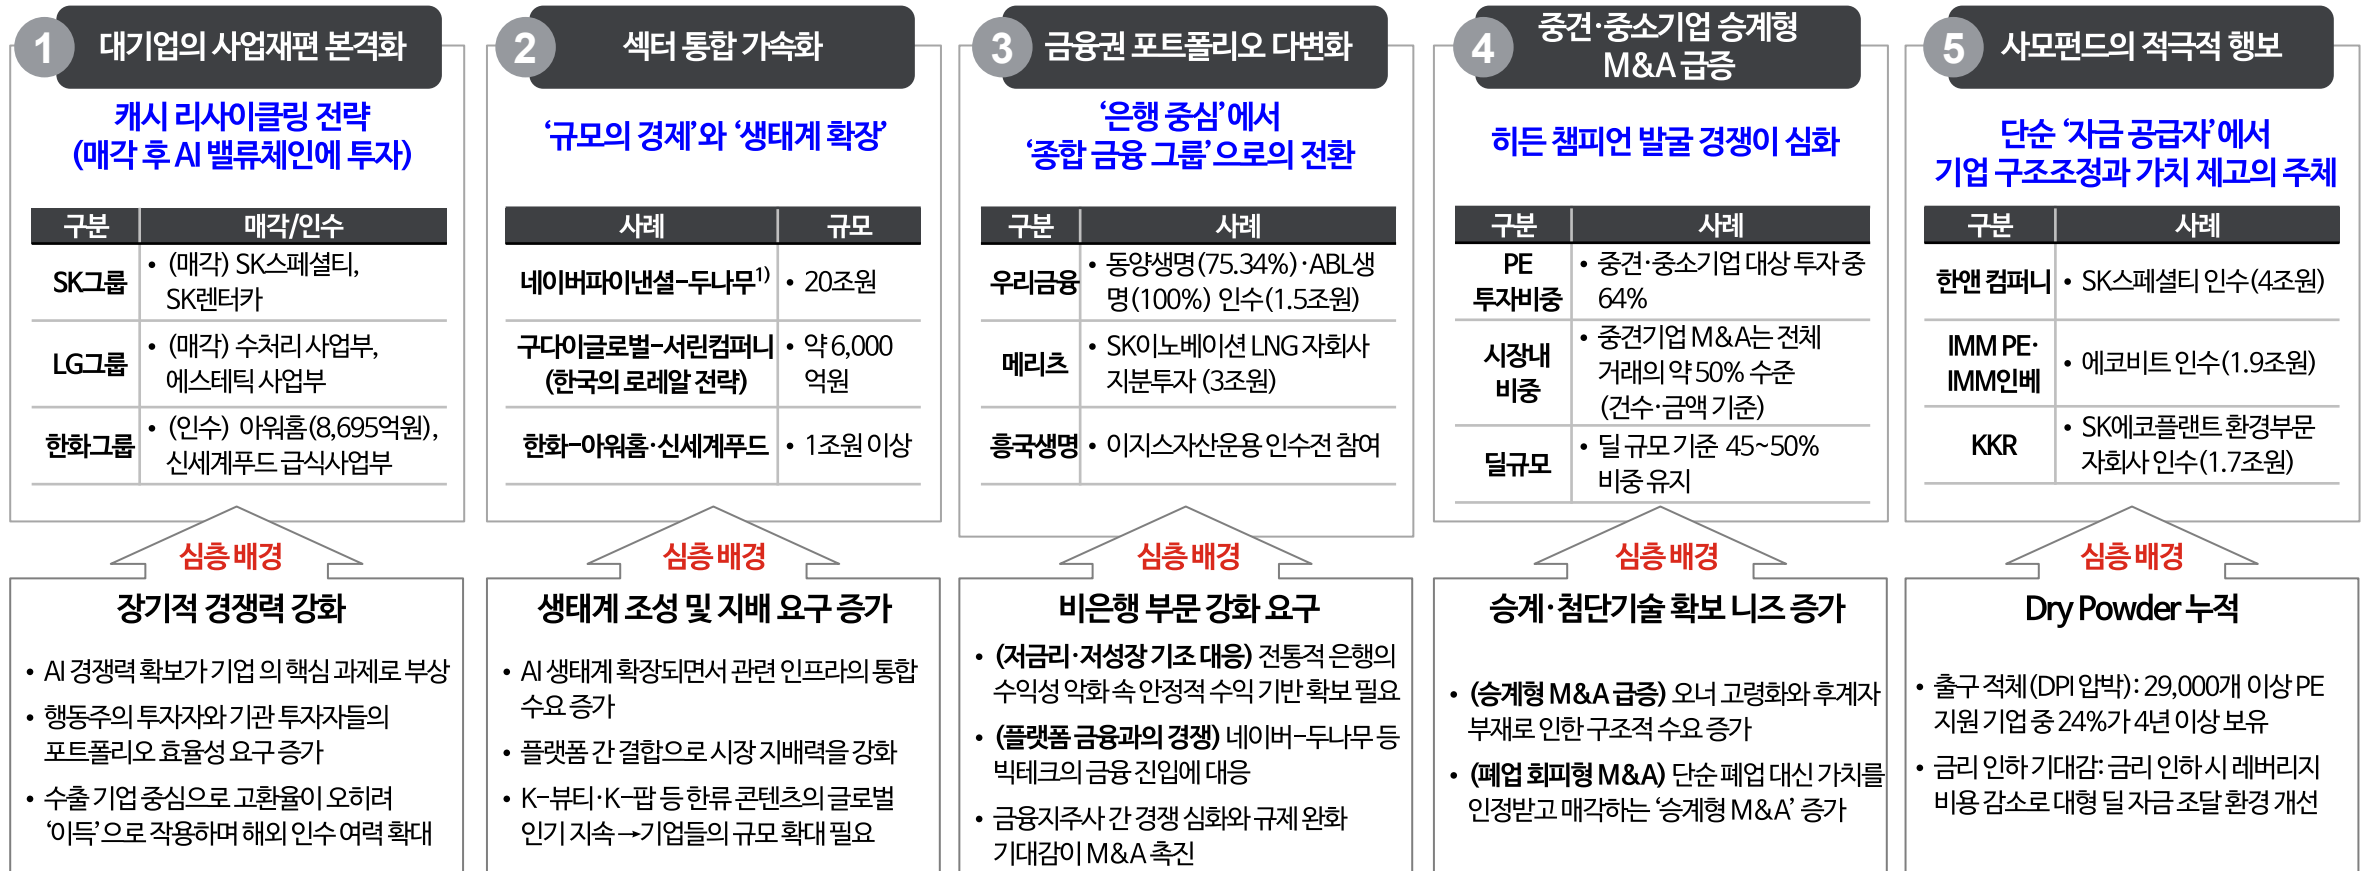 1 대기업의 사업재편 본격화
캐시 리사이클링 전략
(매각 후 AI 밸류체인에 투자)
구분 매각/인수
SK그룹 • (매각) SK스페셜티,
SK렌터카
LG그룹 • (매각) 수처리 사업부,
에스테틱 사업부
한화그룹 • (인수) 아워홈(8,695억원),
신세계푸드 급식사업부
심층 배경
장기적 경쟁력 강화
• AI 경쟁력 확보가 기업 의 핵심 과제로 부상
• 행동주의 투자자와 기관 투자자들의
포트폴리오 효율성 요구 증가
• 수출 기업 중심으로 고환율이 오히려
‘이득’으로 작용하며 해외 인수 여력 확대
2 섹터 통합 가속화
‘규모의 경제’와 ‘생태계 확장’
사례 규모
네이버파이낸셜-두나무1) • 20조원
구다이글로벌-서린컴퍼니
(한국의 로레알 전략)
• 약 6,000
억원
한화-아워홈·신세계푸드 • 1조원 이상
심층 배경
생태계 조성 및 지배 요구 증가
• AI 생태계 확장되면서 관련 인프라의 통합
수요 증가
• 플랫폼 간 결합으로 시장 지배력을 강화
• K-뷰티·K-팝 등 한류 콘텐츠의 글로벌
인기 지속→기업들의 규모 확대 필요
3 금융권 포트폴리오 다변화
‘은행 중심’에서
‘종합 금융 그룹’으로의 전환
구분 사례
우리금융 • 동양생명(75.34%)·ABL생
명(100%) 인수(1.5조원)
메리츠 • SK이노베이션 LNG 자회사
지분투자 (3조원)
흥국생명 • 이지스자산운용 인수전 참여
심층 배경
비은행 부문 강화 요구
• (저금리·저성장 기조 대응) 전통적 은행의
수익성 악화 속 안정적 수익 기반 확보 필요
• (플랫폼 금융과의 경쟁) 네이버-두나무 등
빅테크의 금융 진입에 대응
• 금융지주사 간 경쟁 심화와 규제 완화
기대감이 M&A 촉진
4 중견·중소기업 승계형
M&A 급증
히든 챔피언 발굴 경쟁이 심화
구분 사례
PE
투자비중
• 중견·중소기업 대상 투자 중
64%
시장내
비중
• 중견기업 M&A는 전체
거래의 약 50% 수준
(건수·금액 기준)
딜규모 • 딜 규모 기준 45~50%
비중 유지
심층 배경
승계·첨단기술 확보 니즈 증가
• (승계형 M&A 급증) 오너 고령화와 후계자
부재로 인한 구조적 수요 증가
• (폐업 회피형 M&A) 단순 폐업 대신 가치를
인정받고 매각하는 ‘승계형 M&A’ 증가
5 사모펀드의 적극적 행보
단순 ‘자금 공급자’에서
기업 구조조정과 가치 제고의 주체
구분 사례
한앤 컴퍼니 • SK스페셜티 인수(4조원)
IMM PE·
IMM인베
• 에코비트 인수(1.9조원)
KKR • SK에코플랜트 환경부문
자회사 인수(1.7조원)
심층 배경
Dry Powder 누적
• 출구 적체(DPI 압박): 29,000개 이상 PE
지원 기업 중 24%가 4년 이상 보유
• 금리 인하 기대감: 금리 인하 시 레버리지
비용 감소로 대형 딜 자금 조달 환경 개선